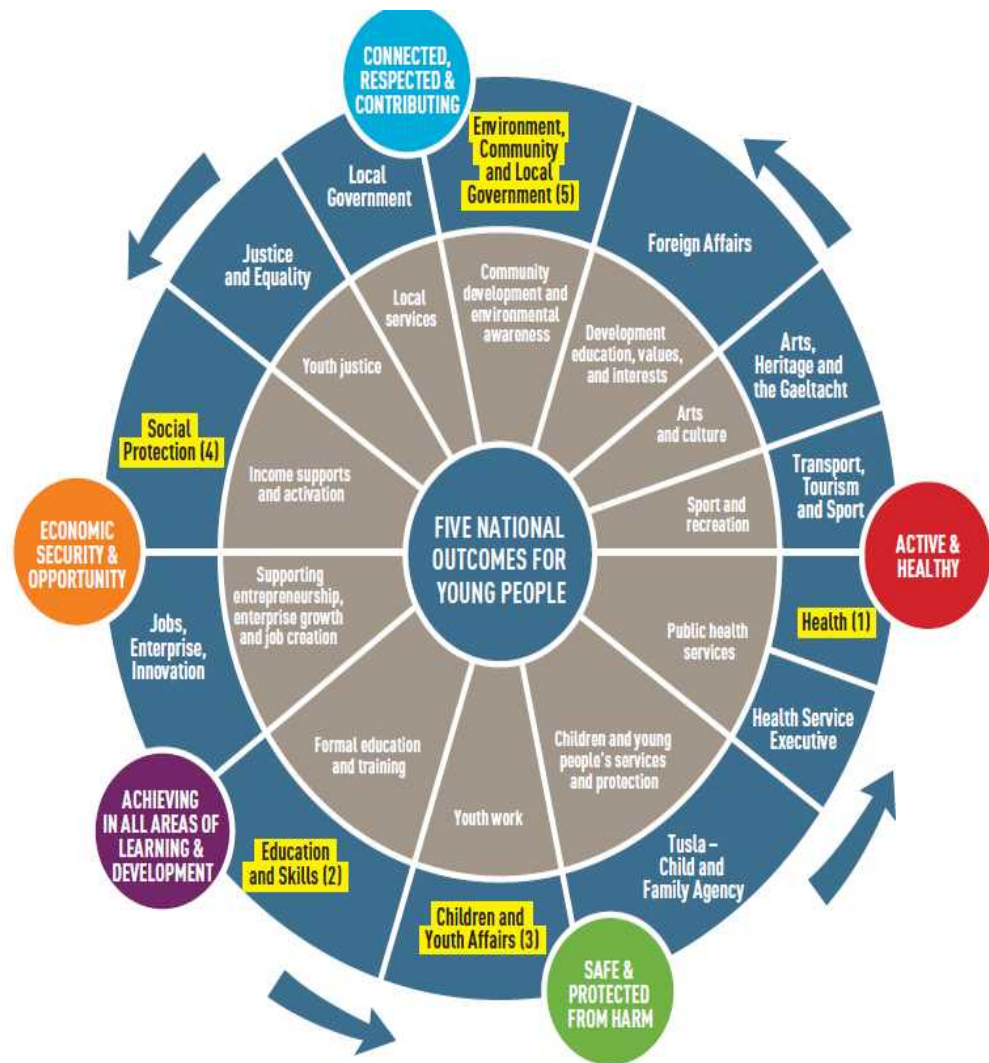 CONNECTED,
RESPECTED &
CONTRIBUTING
Environment,
Community
and Local
Government (5)
Local
Government
Foreign Affairs
Justice
and Equality
Arts,
Heritage and
the Gaeltacht
Social
Protection (4)
Transport,
Tourism
and Sport
ECONOMIC
SECURITY &
OPPORTUNITY
ACTIVE &
HEALTHY
Health (1)
Jobs,
Enterprise,
Innovation
Health Service
Executive
ACHIEVING
IN ALL AREAS OF
LEARNING &
DEVELOPMENT
Education
and Skills (2)
Children and
Youth Affairs (3)
Tusla –
Child and
Family Agency
SAFE &
PROTECTED
FROM HARM
Community
development and
environmental
awareness
Local
services
Development
education, values,
and interests
Youth justice
Arts
and culture
Income supports
and activation
Sport and
recreation
Supporting
entrepreneurship,
enterprise growth
and job creation
Public health
services
Formal education
and training
Youth work
Children and young
people's services
and protection
FIVE NATIONAL
OUTCOMES FOR
YOUNG PEOPLE